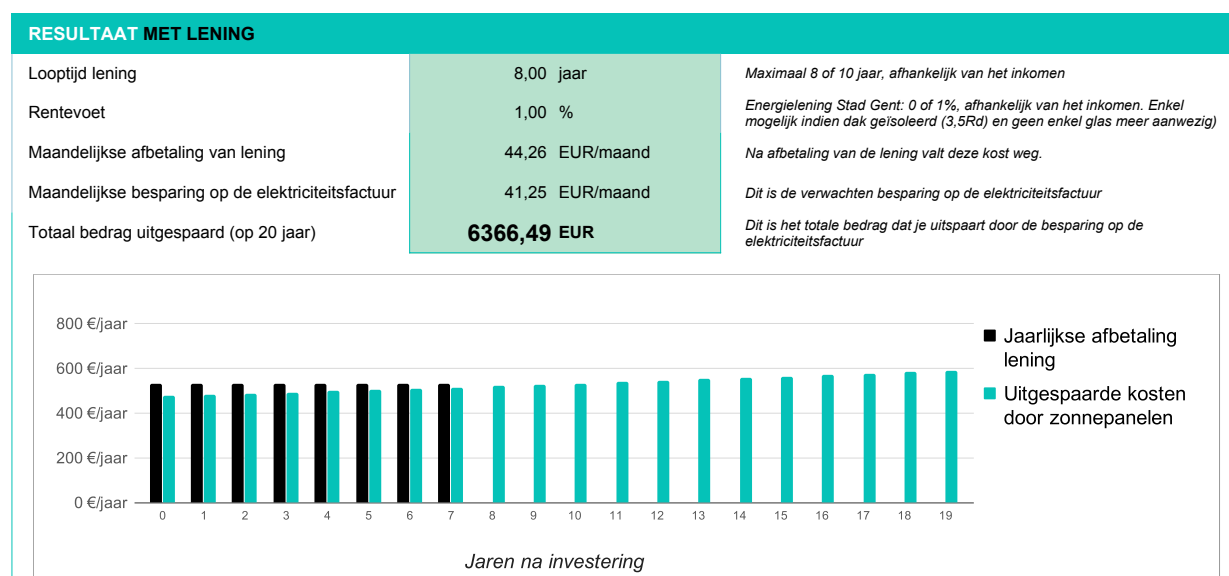 RESULTAAT MET LENING
Looptijd lening 8,00 jaar Maximaal 8 of 10 jaar, afhankelijk van het inkomen
Rentevoet 1,00 % Energielening Stad Gent: 0 of 1%, afhankelijk van het inkomen. Enkel
mogelijk indien dak geïsoleerd (3,5Rd) en geen enkel glas meer aanwezig)
Maandelijkse afbetaling van lening 44,26 EUR/maand Na afbetaling van de lening valt deze kost weg.
Maandelijkse besparing op de elektriciteitsfactuur 41,25 EUR/maand Dit is de verwachten besparing op de elektriciteitsfactuur
Totaal bedrag uitgespaard (op 20 jaar) 6366,49 EUR Dit is het totale bedrag dat je uitspaart door de besparing op de
elektriciteitsfactuur
800 €/jaar
600 €/jaar
400 €/jaar
200 €/jaar
0 €/jaar
0 1 2 3 4 5 6 7 8 9 10 11 12 13 14 15 16 17 18 19
Jaren na investering
Jaarlijkse afbetaling
lening
Uitgespaarde kosten
door zonnepanelen